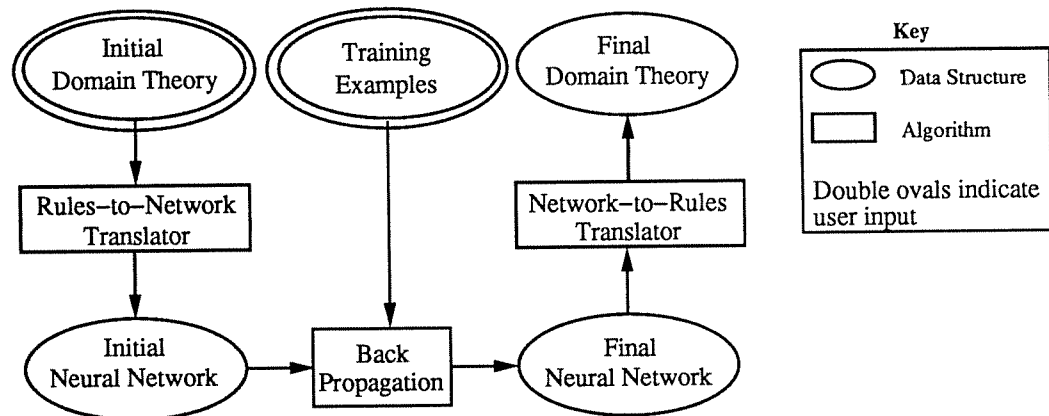 Initial
Domain Theory
Training
Examples
Final
Domain Theory
Rules-to-Network
Translator
Network-to-Rules
Translator
Initial
Neural Network
Back
Propagation
Final
Neural Network
Key
Data Structure
Algorithm
Double ovals indicate
user input